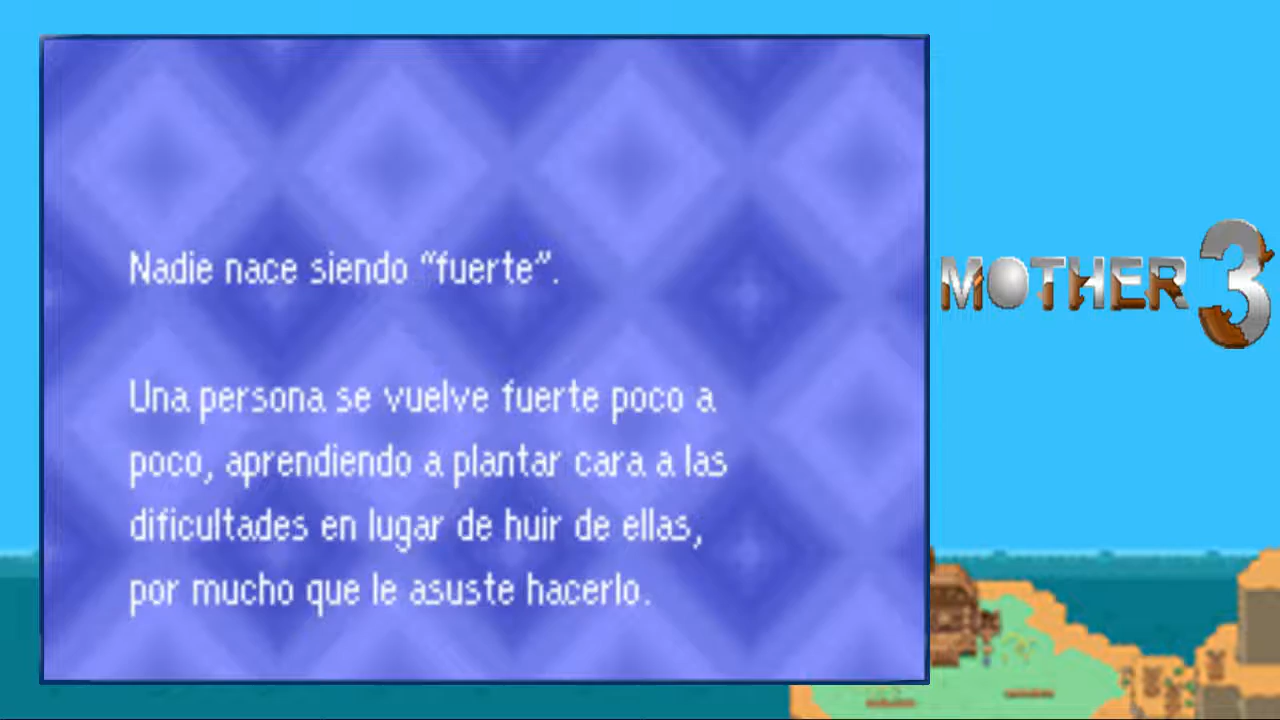 Nadie nace siendo “fuerte”.
Una persona se vuelve fuerte poco a
poco, aprendiendo a plantar cara a las
dificultades en lugar de huir de ellas,
por mucho que le asuste hacerlo.
MOTHER 3